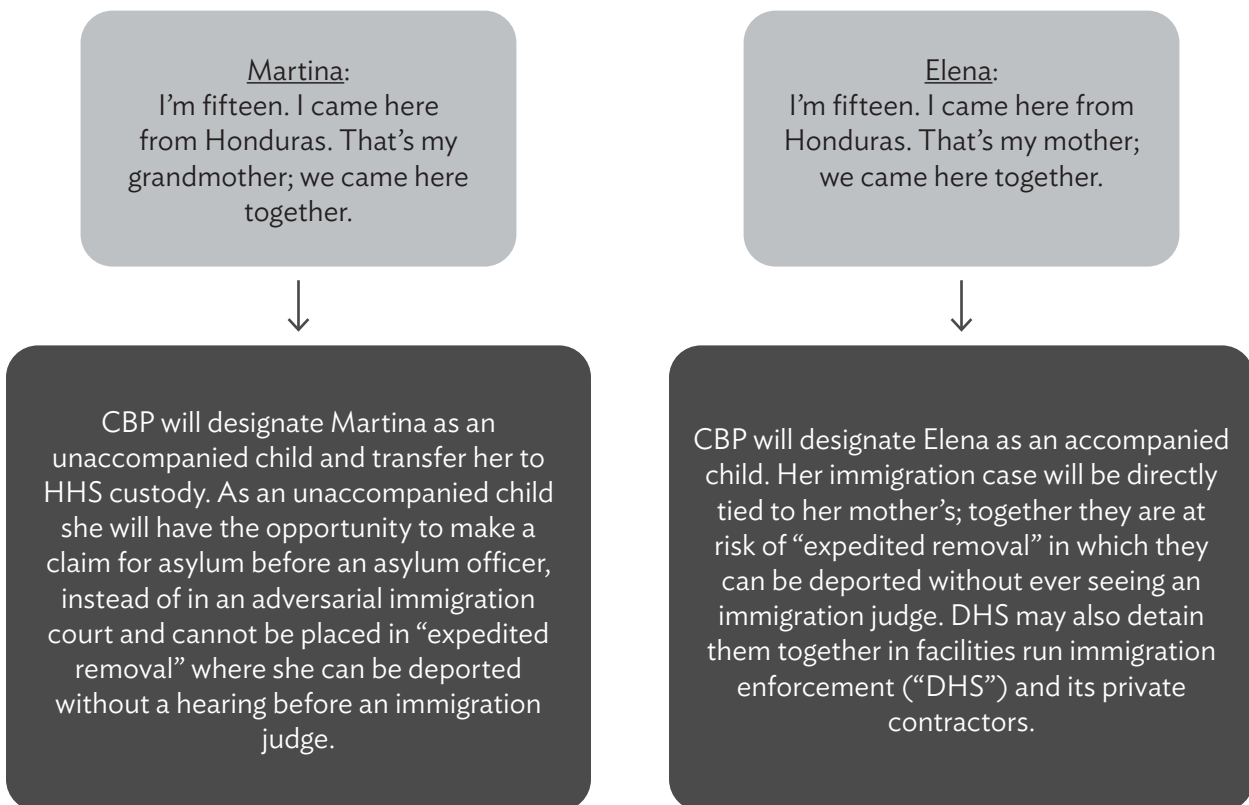 Martina:
I’m fifteen. I came here
from Honduras. That’s my
grandmother; we came here
together.
Elena:
I’m fifteen. I came here from
Honduras. That’s my mother;
we came here together.
CBP will designate Martina as an
unaccompanied child and transfer her to
HHS custody. As an unaccompanied child
she will have the opportunity to make a
claim for asylum before an asylum officer,
instead of in an adversarial immigration
court and cannot be placed in “expedited
removal” where she can be deported
without a hearing before an immigration
judge.
CBP will designate Elena as an accompanied
child. Her immigration case will be directly
tied to her mother’s; together they are at
risk of “expedited removal” in which they
can be deported without ever seeing an
immigration judge. DHS may also detain
them together in facilities run immigration
enforcement (“DHS”) and its private
contractors.